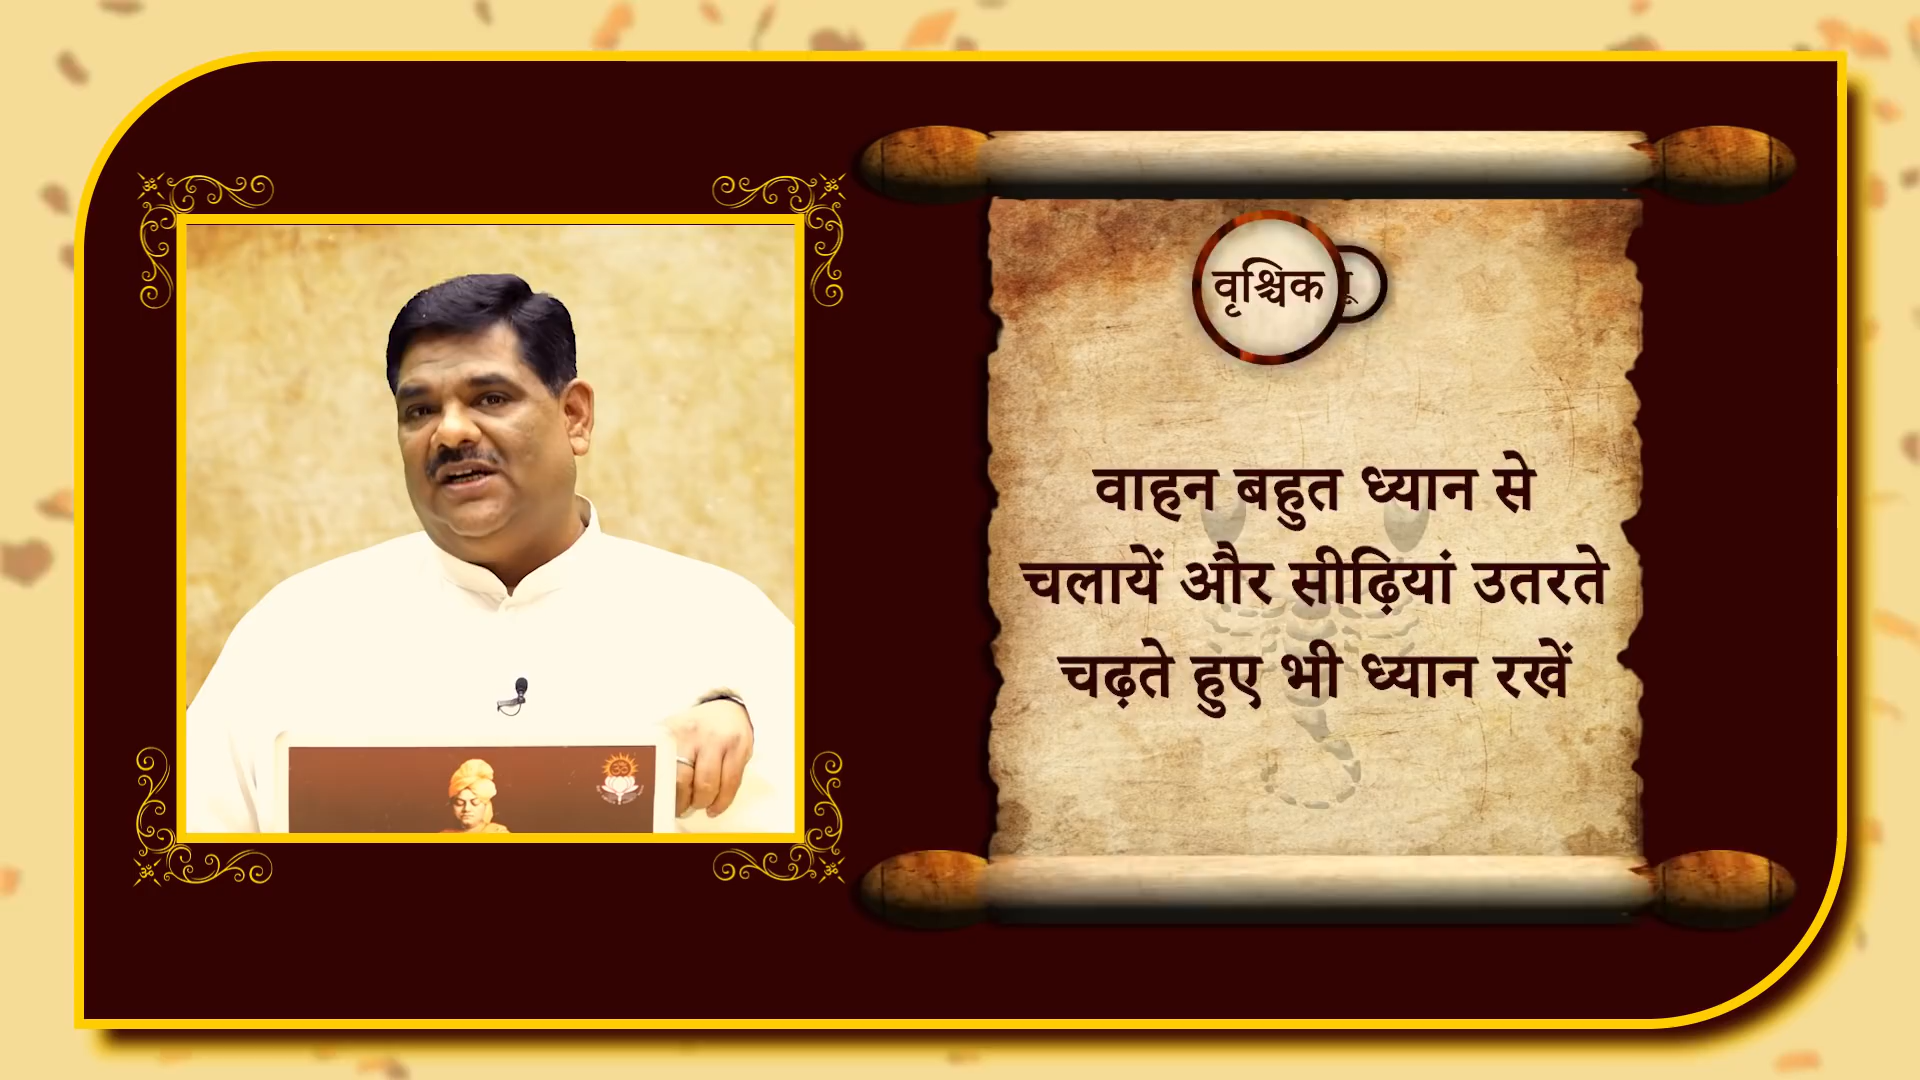 वृश्चिक
वाहन बहुत ध्यान से
चलायें और सीढ़ियां उतरते
चढ़ते हुए भी ध्यान रखें